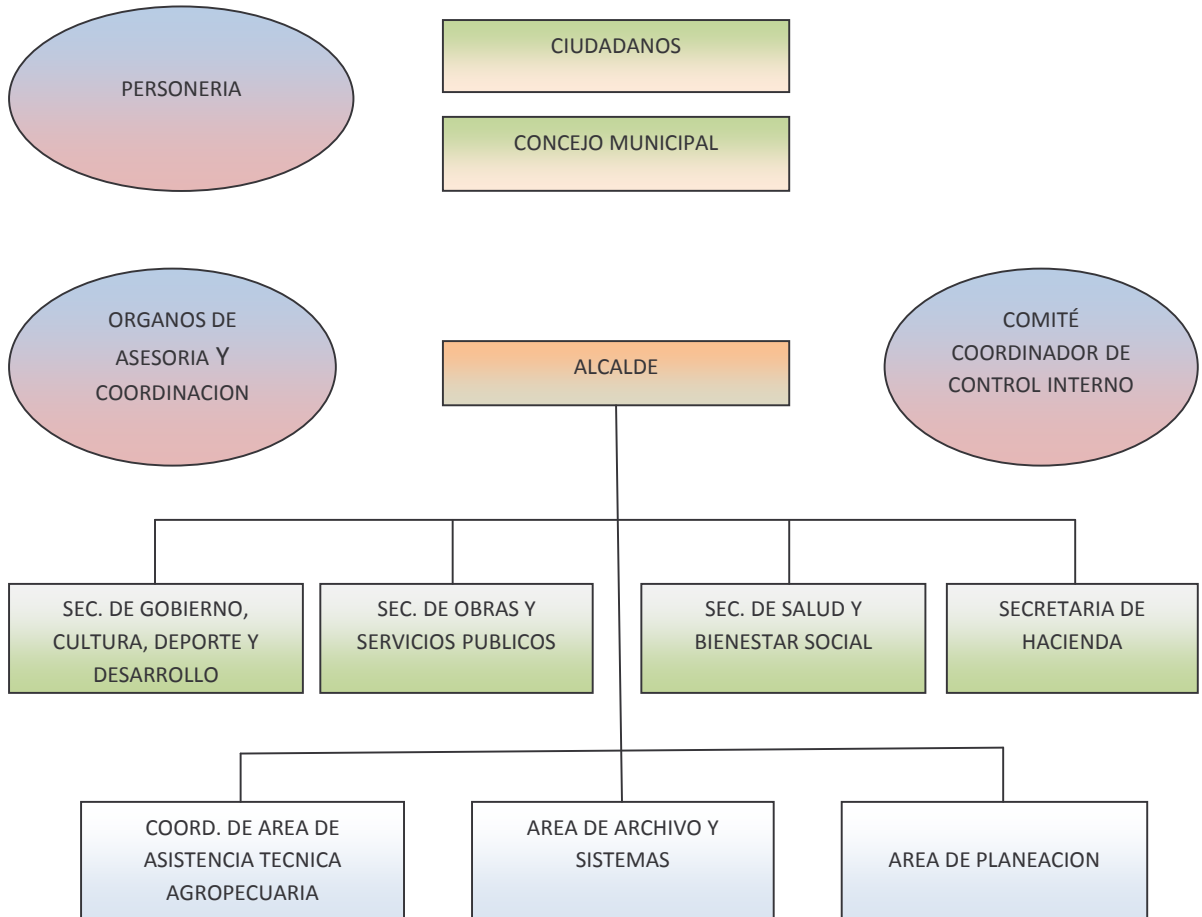 PERSONERIA
CIUDADANOS
CONCEJO MUNICIPAL
ORGANOS DE
ASESORIA Y
COORDINACION
ALCALDE
COMITÉ
COORDINADOR DE
CONTROL INTERNO
SEC. DE GOBIERNO,
CULTURA, DEPORTE Y
DESARROLLO
SEC. DE OBRAS Y
SERVICIOS PUBLICOS
SEC. DE SALUD Y
BIENESTAR SOCIAL
SECRETARIA DE
HACIENDA
COORD. DE AREA DE
ASISTENCIA TECNICA
AGROPECUARIA
AREA DE ARCHIVO Y
SISTEMAS
AREA DE PLANEACION